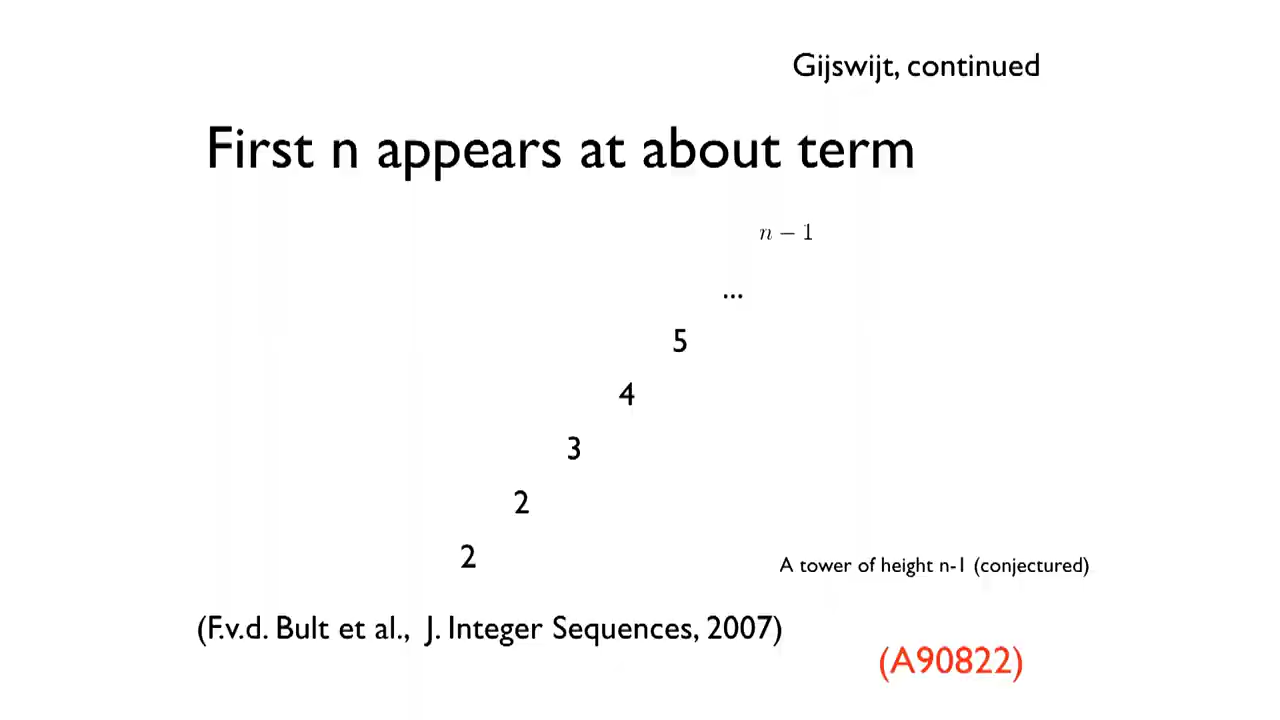 Gijswijt, continued
First n appears at about term
n − 1
...
5
4
3
2
2
A tower of height n-1 (conjectured)
(F.v.d. Bult et al., J. Integer Sequences, 2007)
(A90822)